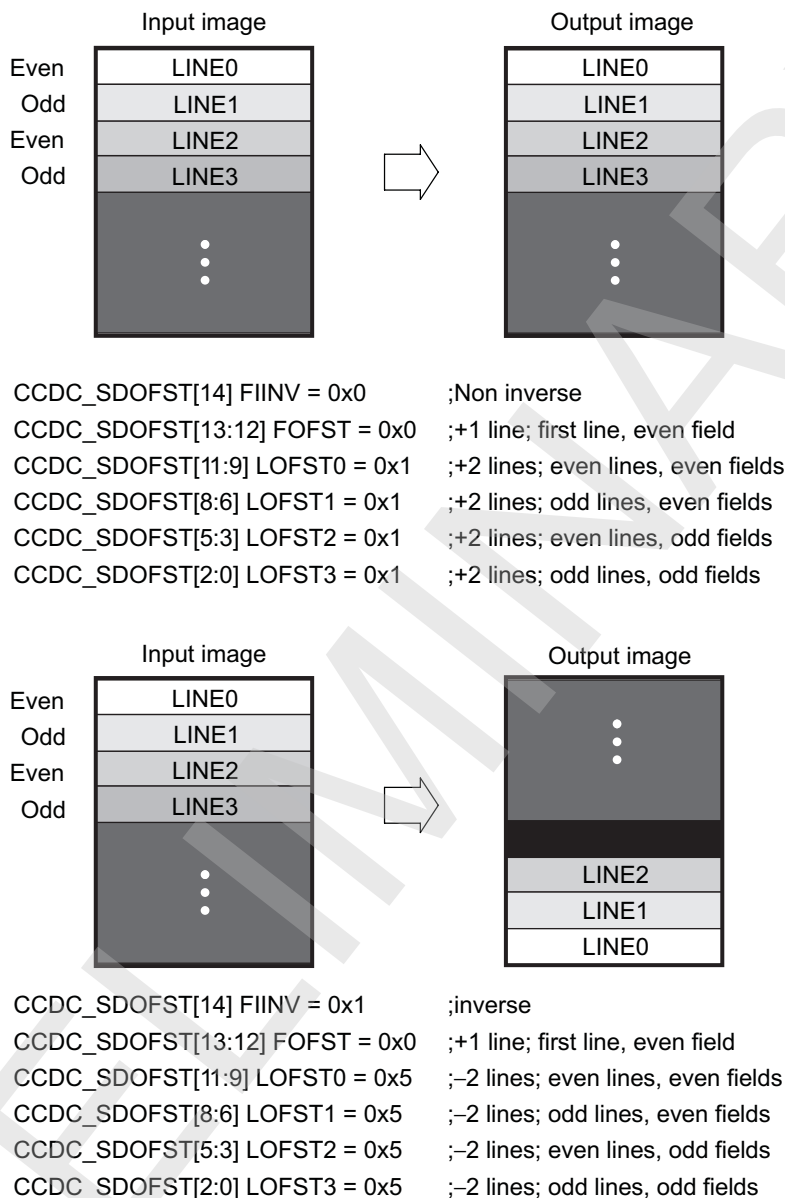 Input image
Output image
Even LINE0 LINE0
Odd LINE1 LINE1
Even LINE2 LINE2
Odd LINE3 LINE3
CCDC_SDOFST[14] FIINV = 0x0 ;Non inverse
CCDC_SDOFST[13:12] FOFST = 0x0 ;+1 line; first line, even field
CCDC_SDOFST[11:9] LOFST0 = 0x1 ;+2 lines; even lines, even fields
CCDC_SDOFST[8:6] LOFST1 = 0x1 ;+2 lines; odd lines, even fields
CCDC_SDOFST[5:3] LOFST2 = 0x1 ;+2 lines; even lines, odd fields
CCDC_SDOFST[2:0] LOFST3 = 0x1 ;+2 lines; odd lines, odd fields
Input image
Output image
Even LINE0
Odd LINE1
Even LINE2
Odd LINE3
LINE2
LINE1
LINE0
CCDC_SDOFST[14] FIINV = 0x1 ;inverse
CCDC_SDOFST[13:12] FOFST = 0x0 ;+1 line; first line, even field
CCDC_SDOFST[11:9] LOFST0 = 0x5 ;–2 lines; even lines, even fields
CCDC_SDOFST[8:6] LOFST1 = 0x5 ;–2 lines; odd lines, even fields
CCDC_SDOFST[5:3] LOFST2 = 0x5 ;–2 lines; even lines, odd fields
CCDC_SDOFST[2:0] LOFST3 = 0x5 ;–2 lines; odd lines, odd fields